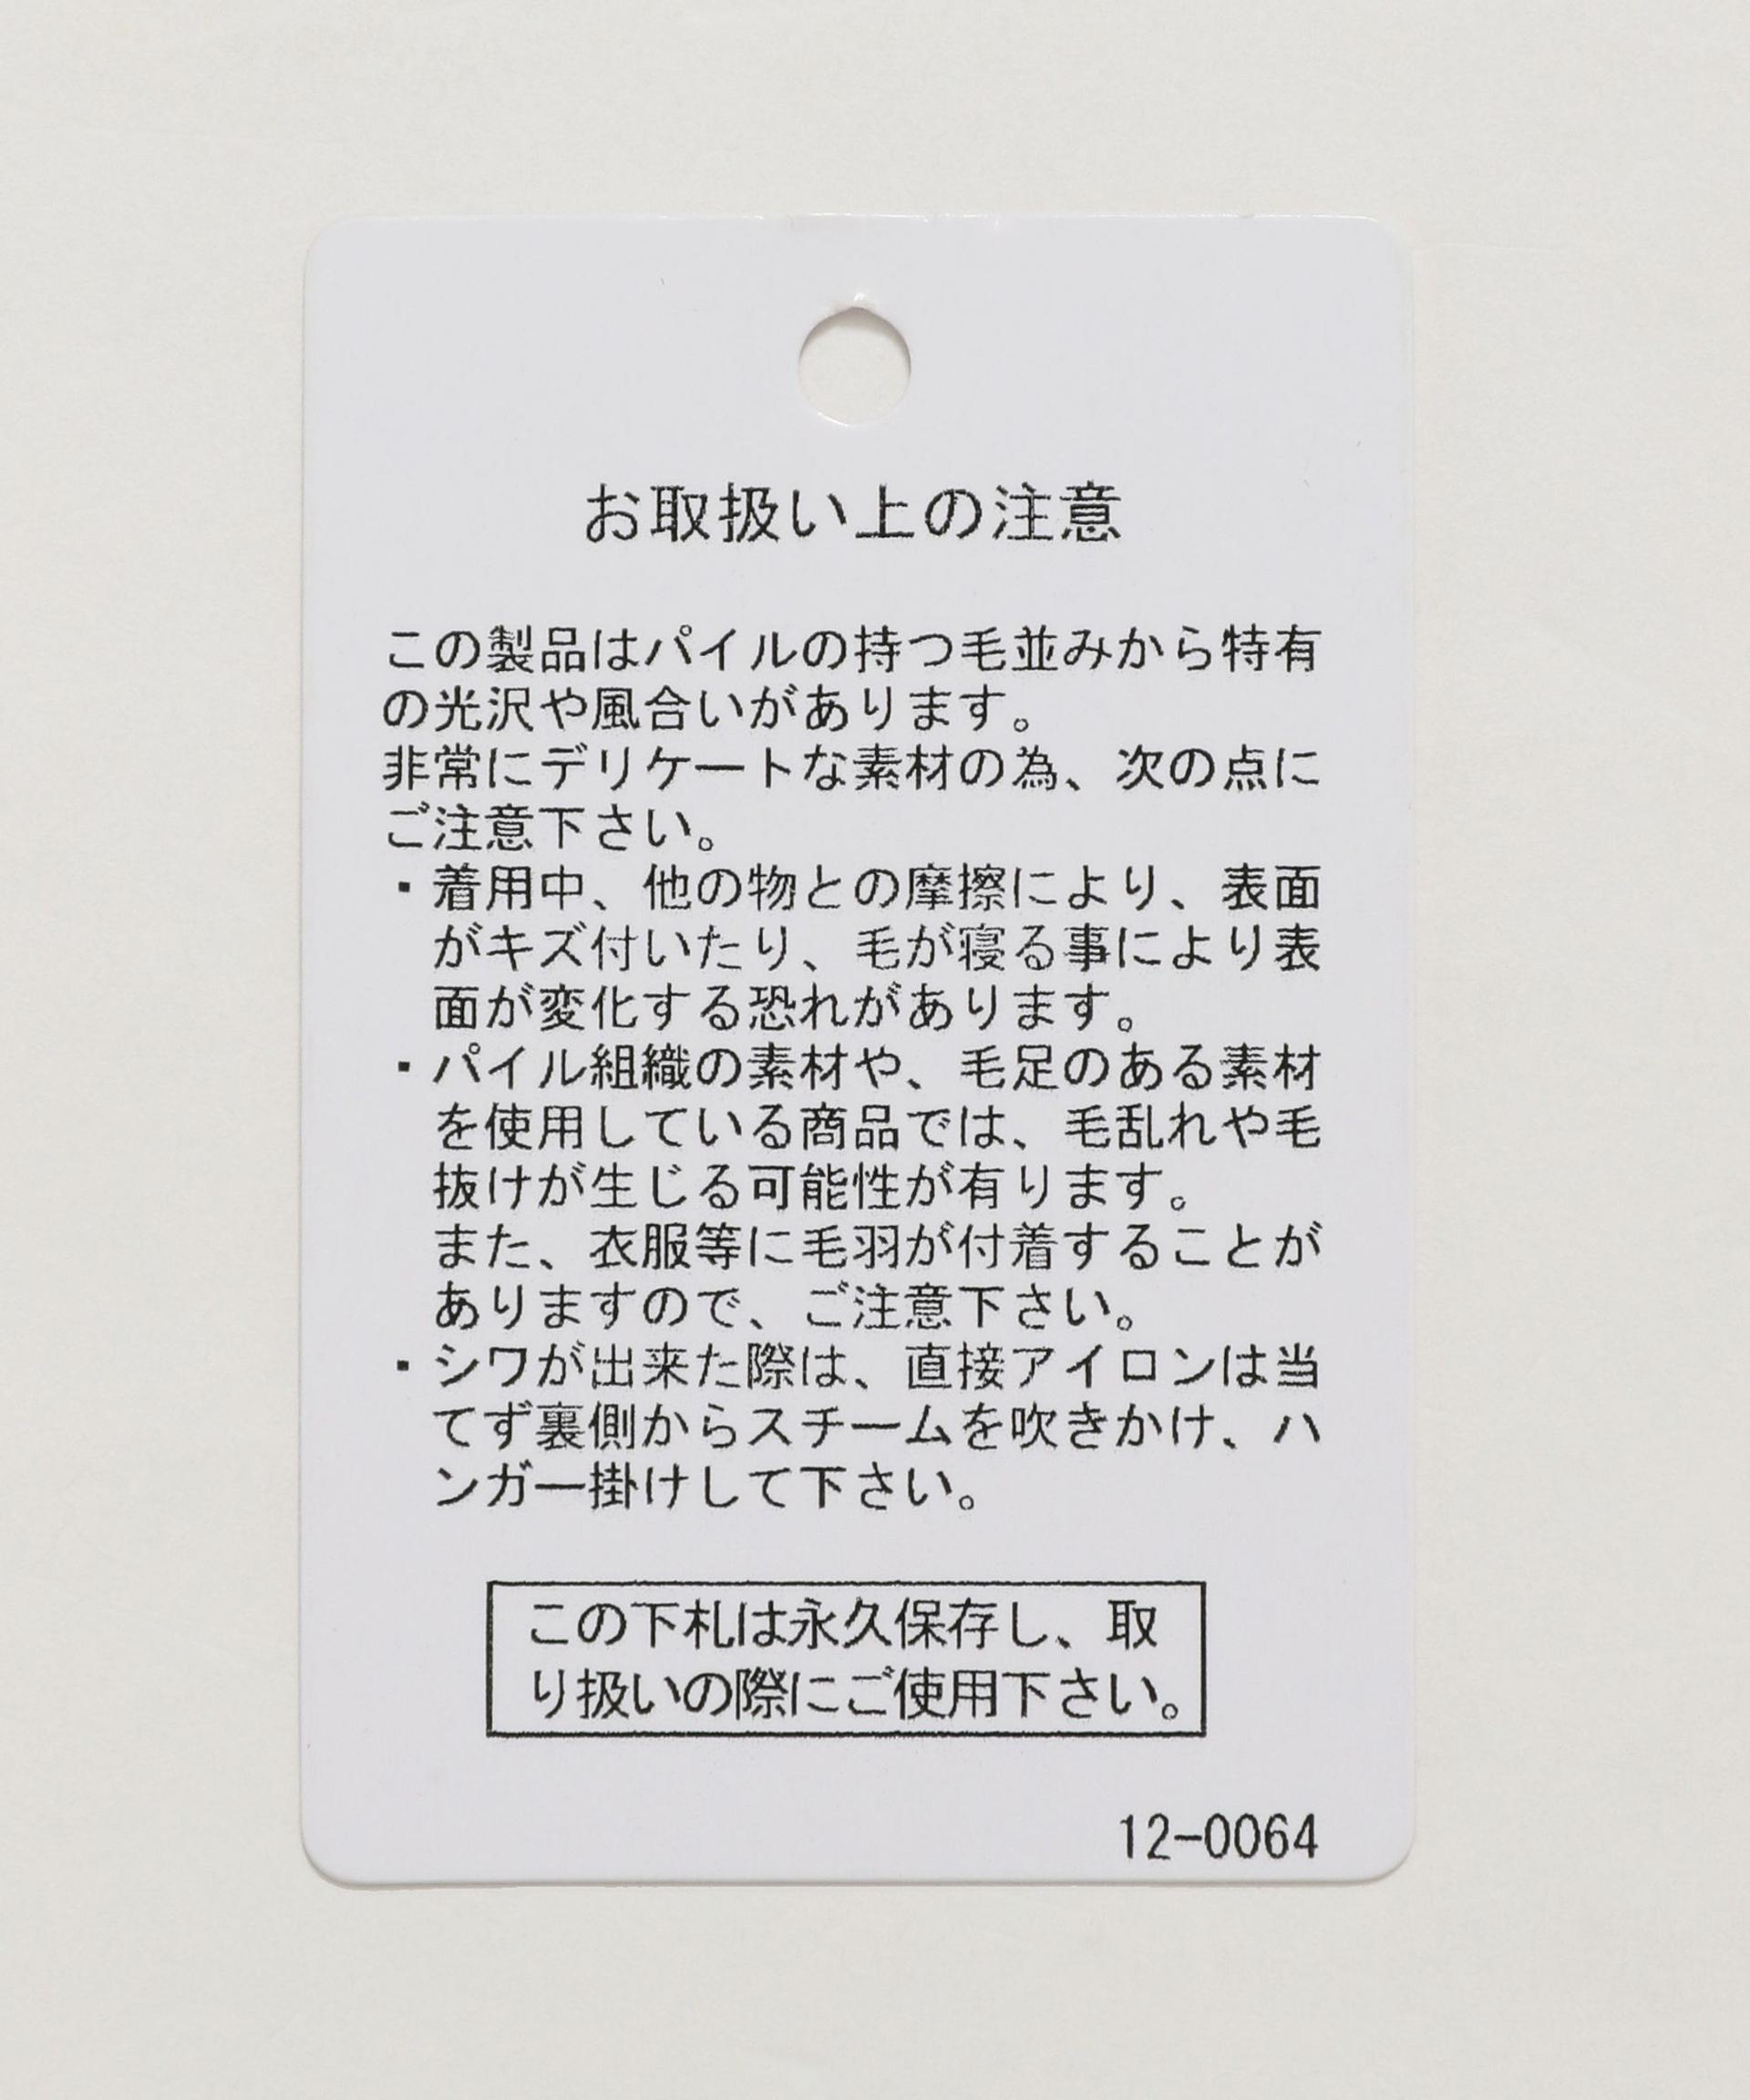 お取扱い上の注意
この製品はパイルの持つ毛並みから特有
の光沢や風合いがあります。
非常にデリケートな素材の為、次の点に
ご注意下さい。
・着用中、他の物との摩擦により、表面
がキズ付いたり、毛が寝る事により表
面が変化する恐れがあります。
・パイル組織の素材や、毛足のある素材
を使用している商品では、毛乱れや毛
抜けが生じる可能性が有ります。
また、衣服等に毛羽が付着することが
ありますので、ご注意下さい。
・シワが出来た際は、直接アイロンは当
てず裏側からスチームを吹きかけ、ハ
ンガー掛けして下さい。
この下札は永久保存し、取
り扱いの際にご使用下さい。
12-0064